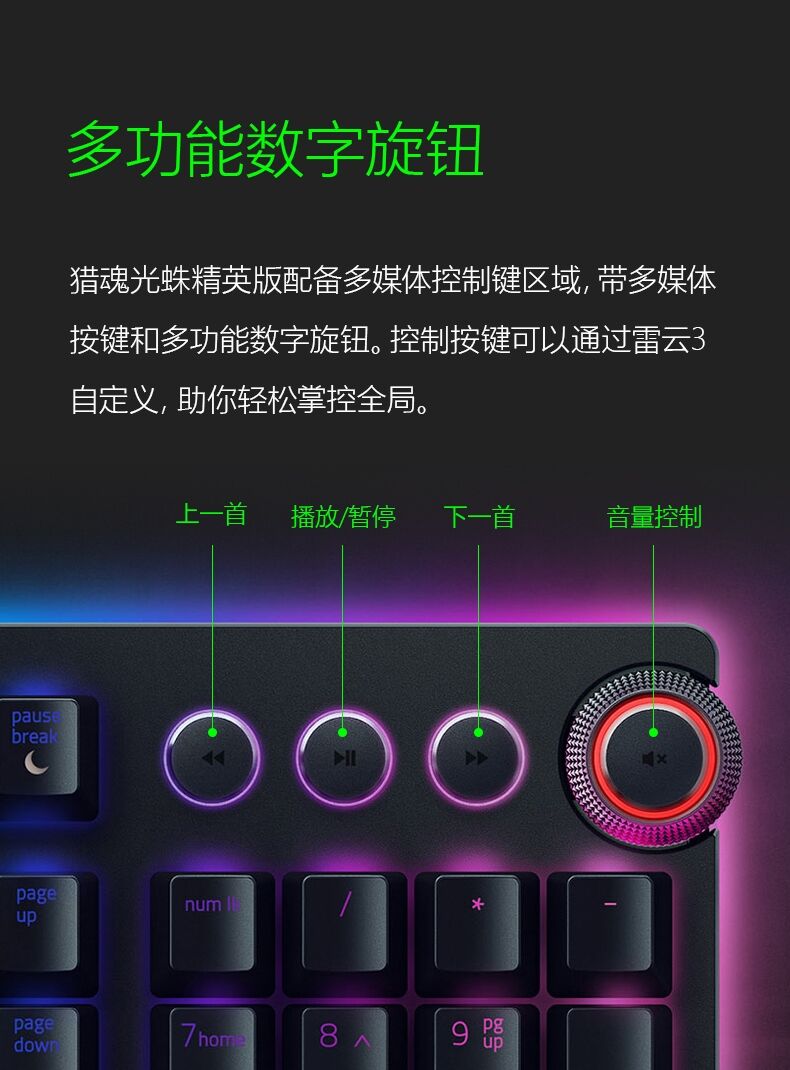 多功能数字旋钮
猎魂光蛛精英版配备多媒体控制键区域, 带多媒体
按键和多功能数字旋钮。控制按键可以通过雷云3
自定义, 助你轻松掌控全局。
上一首 播放/暂停 下一首 音量控制
pause
break
page
up
num
/ * -
page
down
7 home 8 9 pg
up